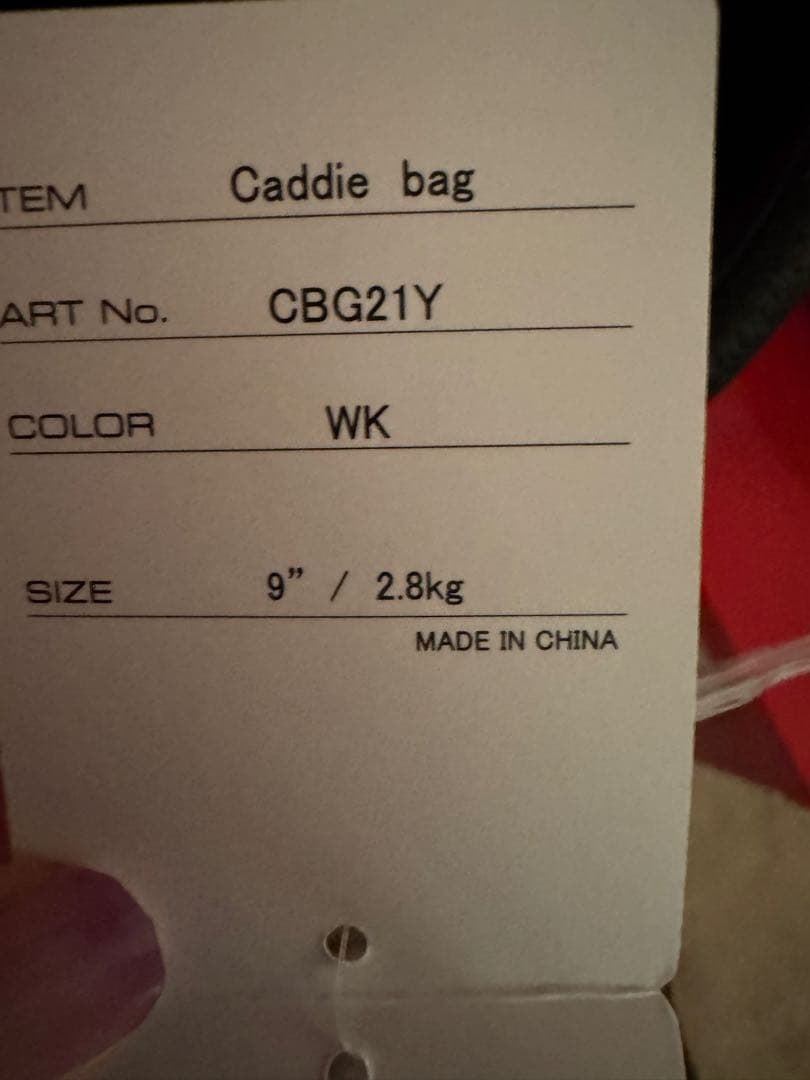 TEM Caddie bag
ART No. CBG21Y
COLOR WK
SIZE 9” / 2.8kg
MADE IN CHINA